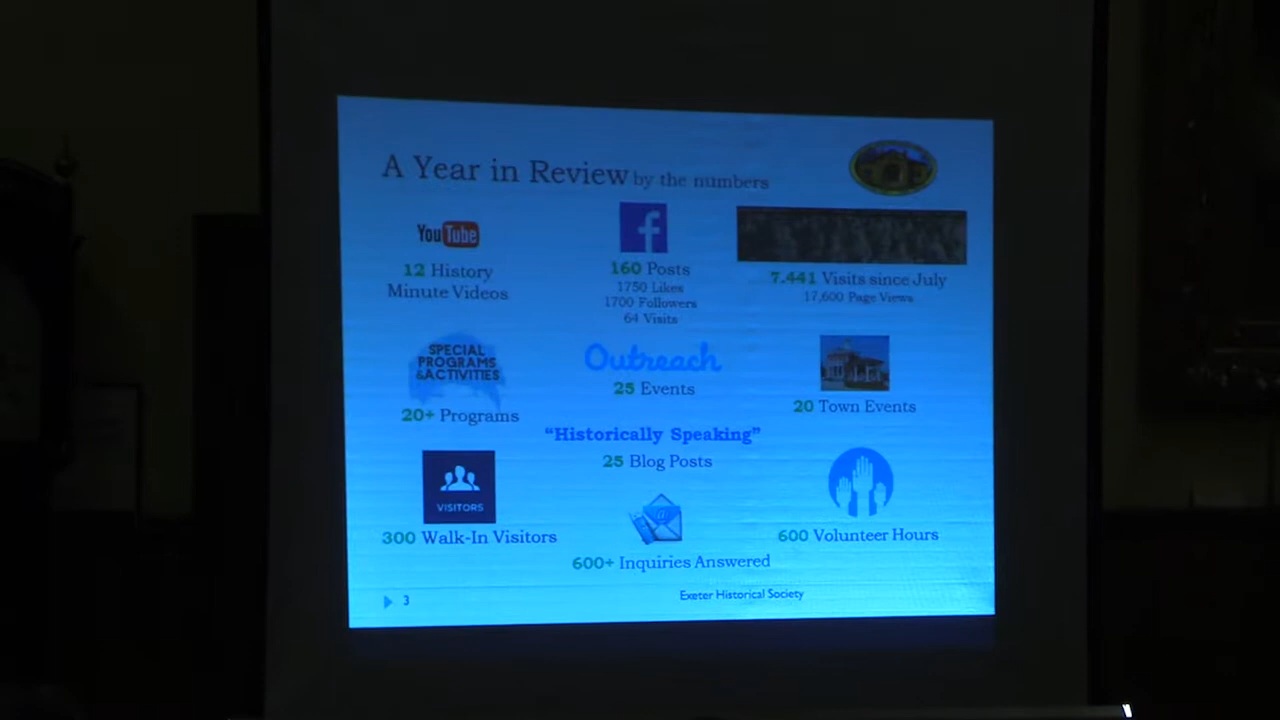 A Year in Review by the numbers
YouTube
12 History
Minute Videos
f
160 Posts
1750 Likes
1700 Followers
64 Visits
7,441 Visits since July
17,600 Page Views
SPECIAL
PROGRAMS
&ACTIVITIES
20+ Programs
Outreach
25 Events
20 Town Events
"Historically Speaking"
25 Blog Posts
VISITORS
300 Walk-In Visitors
@
600+ Inquiries Answered
600 Volunteer Hours
3
Exeter Historical Society